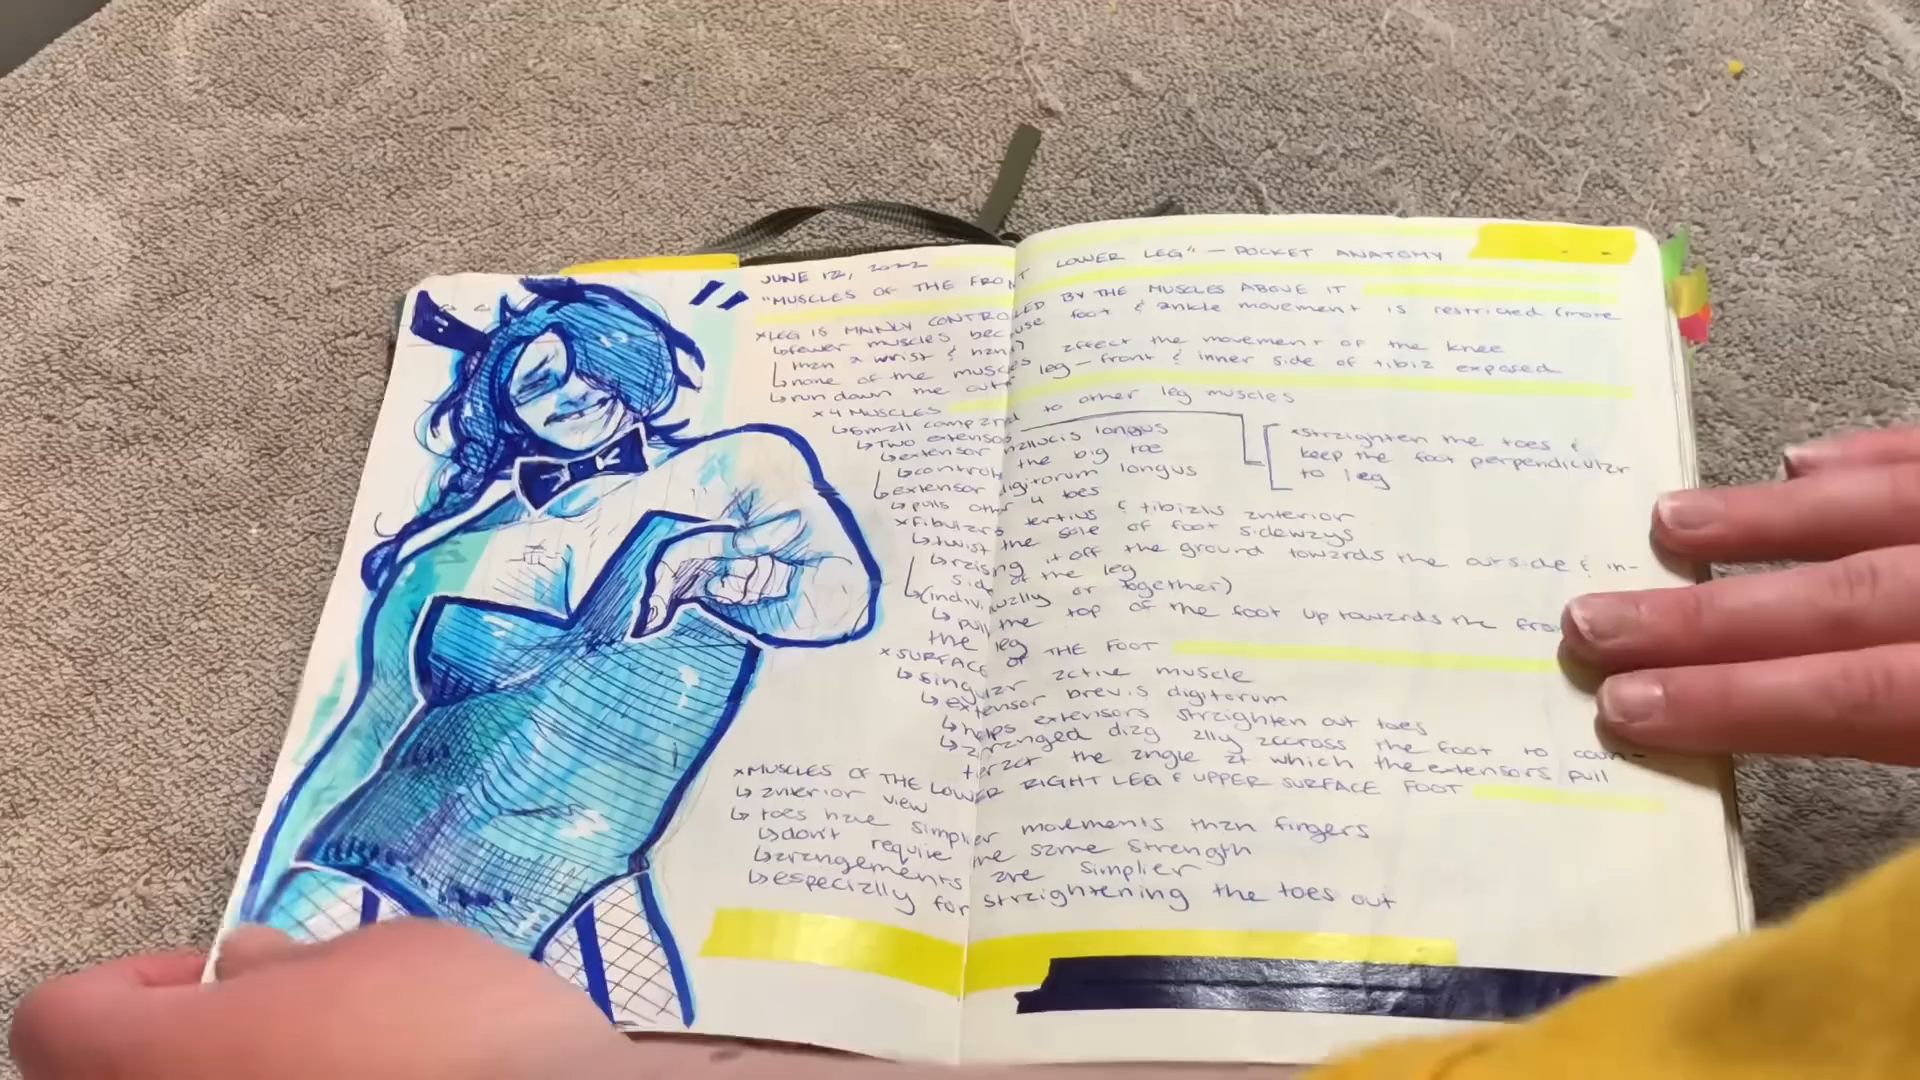 JUNE 12, 2022
"MUSCLES OF THE FRONT LOWER LEG" — POCKET ANATOMY
×LEG IS MAINLY CONTROLLED BY THE MUSCLES ABOVE IT
↳fewer muscles because foot & ankle movement is restricted (more
than a wrist & hand)
↳none of the muscles affect the movement of the knee
↳run down the outer leg — front & inner side of tibia exposed
×4 MUSCLES
↳small compared to other leg muscles
↳Two extensors
↳extensor hallucis longus
↳controls the big toe
↳extensor digitorum longus
↳pulls other 4 toes
×straighten the toes &
keep the foot perpendicular
to leg
×Fibularis tertius & tibialis anterior
↳twist the sole of foot sideways
↳raising it off the ground towards the outside & in-
side of the leg
↳(individually or together)
↳pull the top of the foot up towards the
the leg
×SURFACE OF THE FOOT
↳singular active muscle
↳extensor brevis digitorum
↳helps extensors straighten out toes
↳arranged diagonally accross the foot to coun-
teract the angle at which the extensors pull
×MUSCLES OF THE LOWER RIGHT LEG & UPPER SURFACE FOOT
↳anterior view
↳toes have simplier movements than fingers
↳don't require the same strength
↳arrangements are simplier
↳especially for straightening the toes out